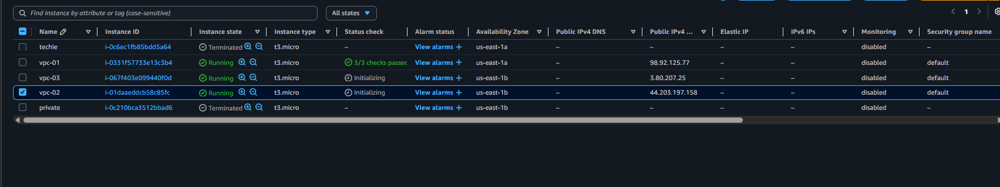 Find Instance by attribute or tag (case-sensitive) All states 1
Name Instance ID Instance state Instance type Status check Alarm status Availability Zone Public IPv4 DNS Public IPv4 ... Elastic IP IPv6 IPs Monitoring Security group name
techie i-0c6ec1fb85bdd5a64 Terminated t3.micro – View alarms + us-east-1a – – – – disabled –
vpc-01 i-0331f57733e13c3b4 Running t3.micro 3/3 checks passed View alarms + us-east-1a – 98.92.125.77 – – disabled default
vpc-03 i-067f403e099440f0d Running t3.micro Initializing View alarms + us-east-1b – 3.80.207.25 – – disabled default
vpc-02 i-01daaeddcb58c85fc Running t3.micro Initializing View alarms + us-east-1b – 44.203.197.158 – – disabled default
private i-0c210bca3512bbad6 Terminated t3.micro – View alarms + us-east-1b – – – – disabled –